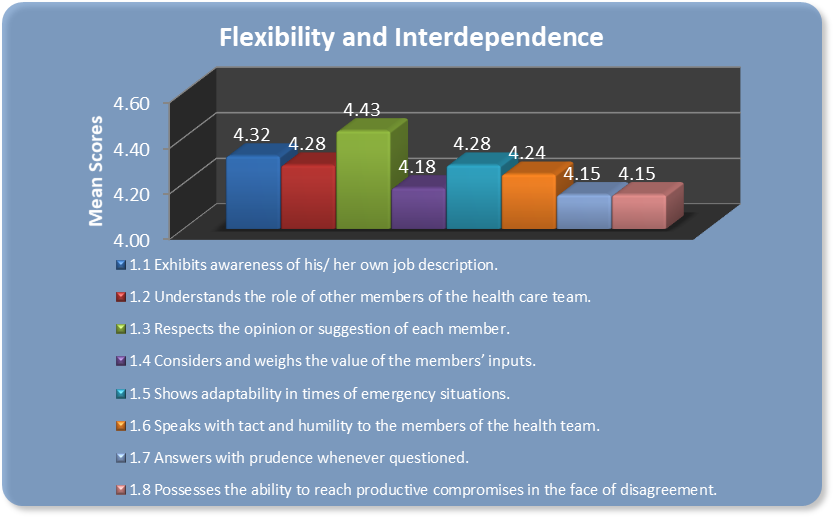 Flexibility and Interdependence
Mean Scores
4.60
4.40
4.20
4.00
4.32
4.28
4.43
4.18
4.28
4.24
4.15
4.15
1.1 Exhibits awareness of his/ her own job description.
1.2 Understands the role of other members of the health care team.
1.3 Respects the opinion or suggestion of each member.
1.4 Considers and weighs the value of the members’ inputs.
1.5 Shows adaptability in times of emergency situations.
1.6 Speaks with tact and humility to the members of the health team.
1.7 Answers with prudence whenever questioned.
1.8 Possesses the ability to reach productive compromises in the face of disagreement.